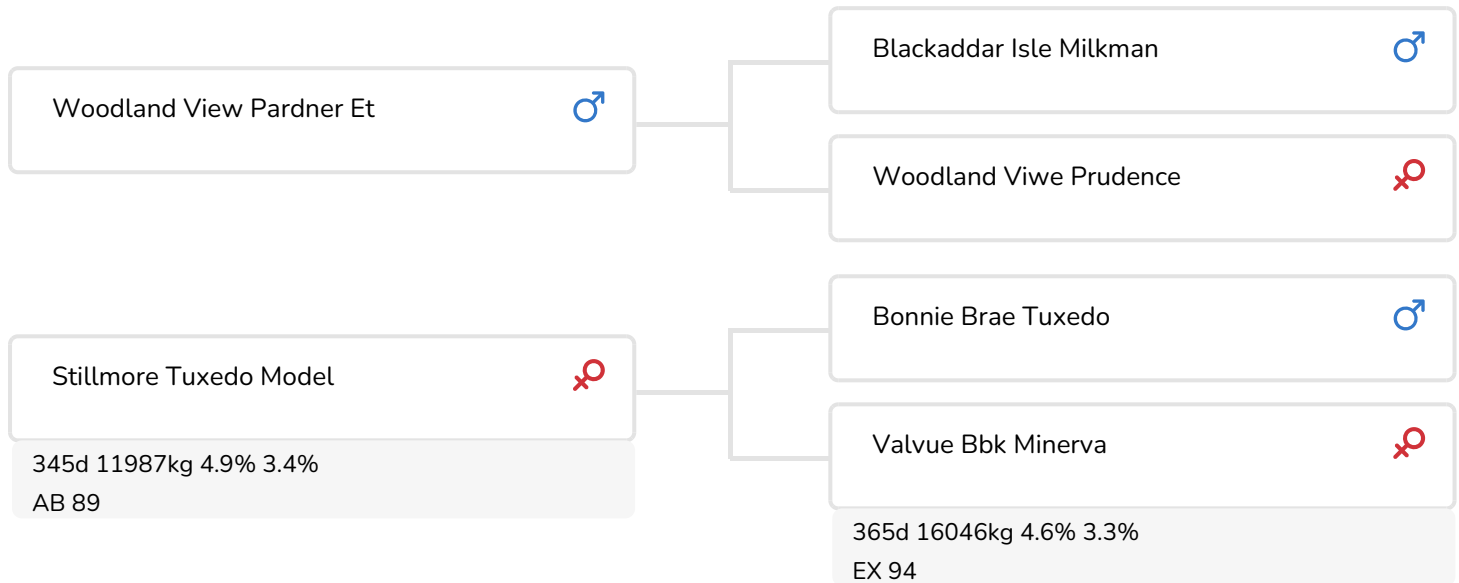 Woodland View Pardner Et
Blackaddar Isle Milkman
Woodland Viwe Prudence
Stillmore Tuxedo Model
345d 11987kg 4.9% 3.4%
AB 89
Bonnie Brae Tuxedo
Valvue Bbk Minerva
365d 16046kg 4.6% 3.3%
EX 94